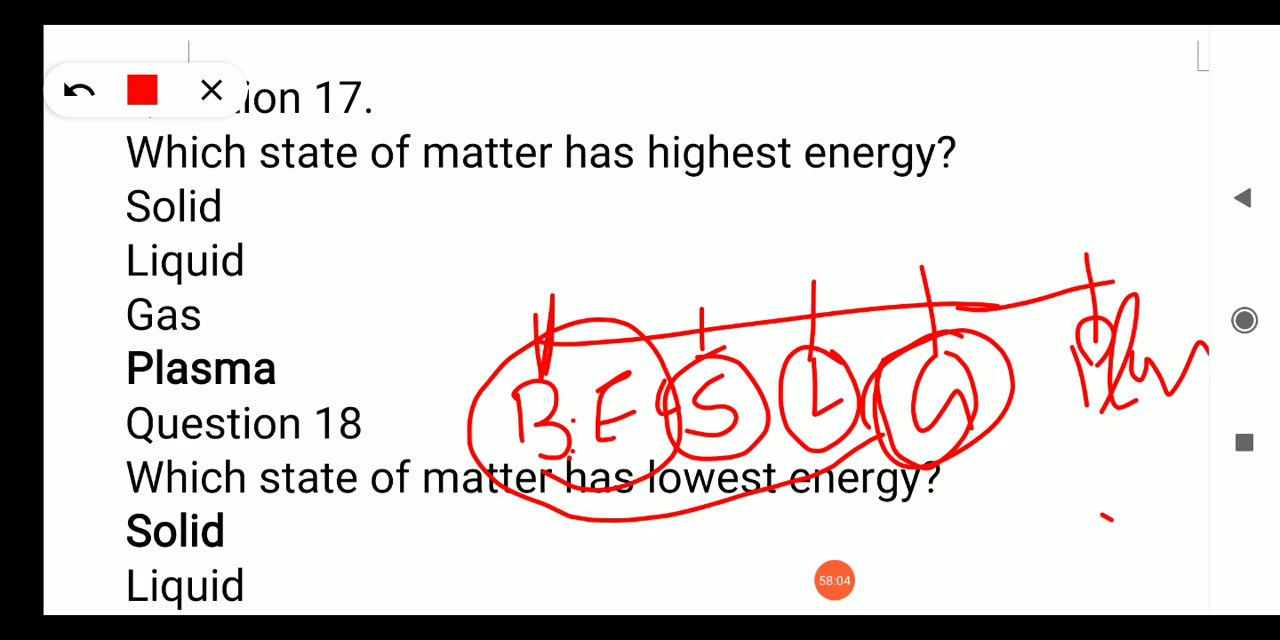 ion 17.
Which state of matter has highest energy?
Solid
Liquid
Gas
Plasma
B.E S L G
Question 18
Which state of matter has lowest energy?
Solid
58:04
Liquid